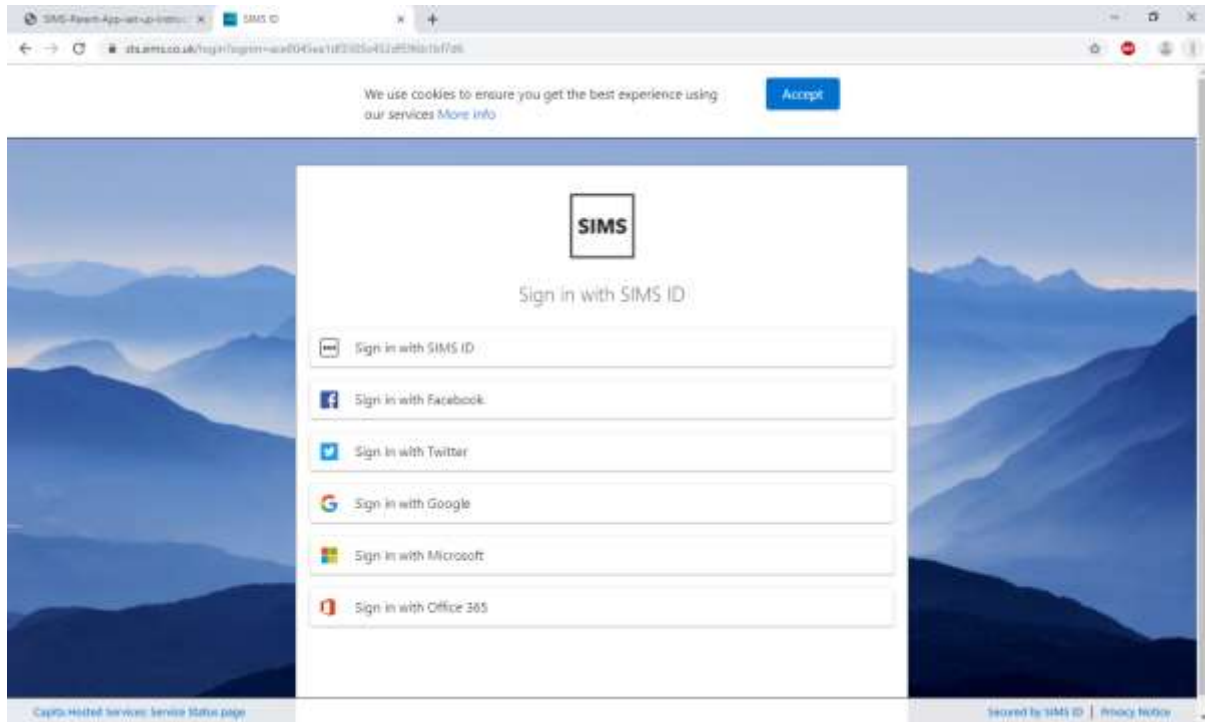 SIMS ID
We use cookies to ensure you get the best experience using
our services More info
Accept
SIMS
Sign in with SIMS ID
Sign in with SIMS ID
Sign in with Facebook
Sign in with Twitter
Sign in with Google
Sign in with Microsoft
Sign in with Office 365
Capita Hosted Services: Service Status page
Secured by SIMS ID | Privacy Notice